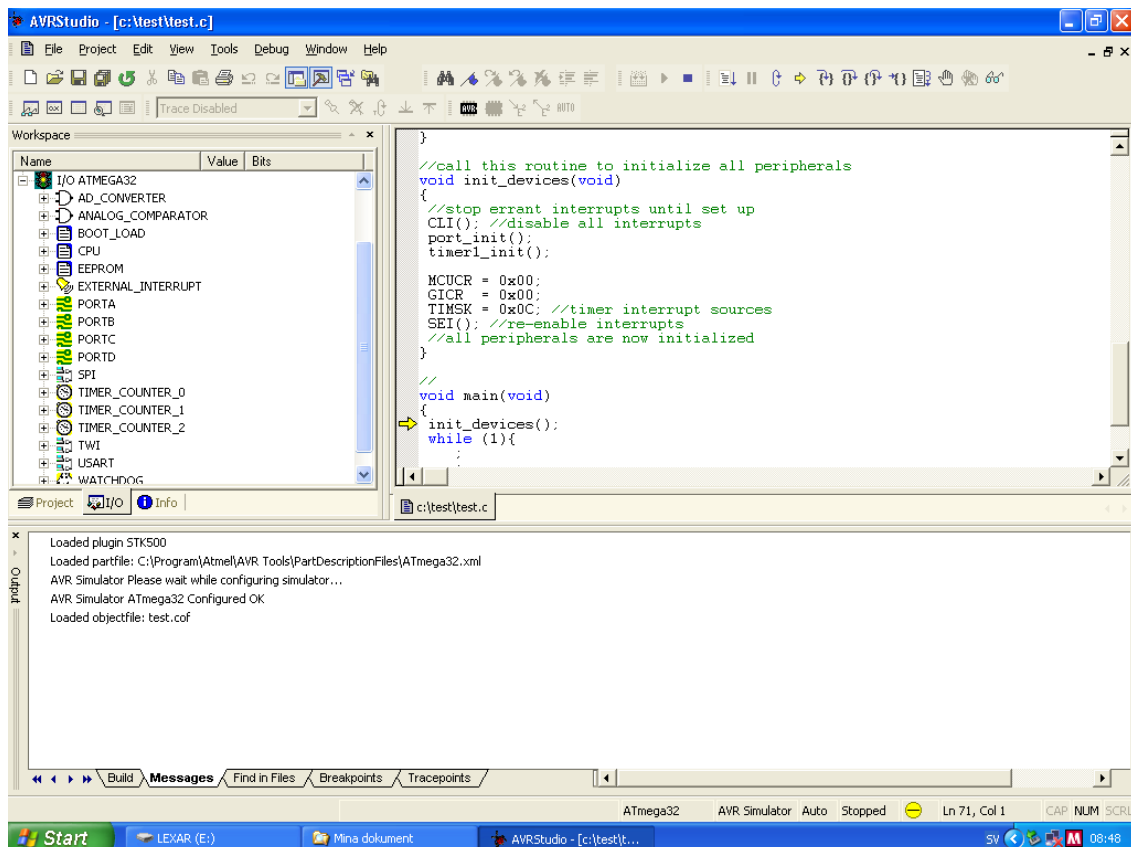 AVRStudio - [c:\test\test.c]
File Project Edit View Tools Debug Window Help
Trace Disabled
AVR
AUTO
Workspace
Name Value Bits
I/O ATMEGA32
AD_CONVERTER
ANALOG_COMPARATOR
BOOT_LOAD
CPU
EEPROM
EXTERNAL_INTERRUPT
PORTA
PORTB
PORTC
PORTD
SPI
TIMER_COUNTER_0
TIMER_COUNTER_1
TIMER_COUNTER_2
TWI
USART
WATCHDOG
Project I/O Info
}
//call this routine to initialize all peripherals
void init_devices(void)
{
//stop errant interrupts until set up
CLI(); //disable all interrupts
port_init();
timer1_init();
MCUCR = 0x00;
GICR = 0x00;
TIMSK = 0x0C; //timer interrupt sources
SEI(); //re-enable interrupts
//all peripherals are now initialized
}
//
void main(void)
{
init_devices();
while (1){
;
c:\test\test.c
Output
Loaded plugin STK500
Loaded partfile: C:\Program\Atmel\AVR Tools\PartDescriptionFiles\ATmega32.xml
AVR Simulator Please wait while configuring simulator...
AVR Simulator ATmega32 Configured OK
Loaded objectfile: test.cof
Build Messages Find in Files Breakpoints Tracepoints
ATmega32 AVR Simulator Auto Stopped Ln 71, Col 1 CAP NUM SCRL
Start LEXAR (E:) Mina dokument AVRStudio - [c:\test\t... SV 08:48